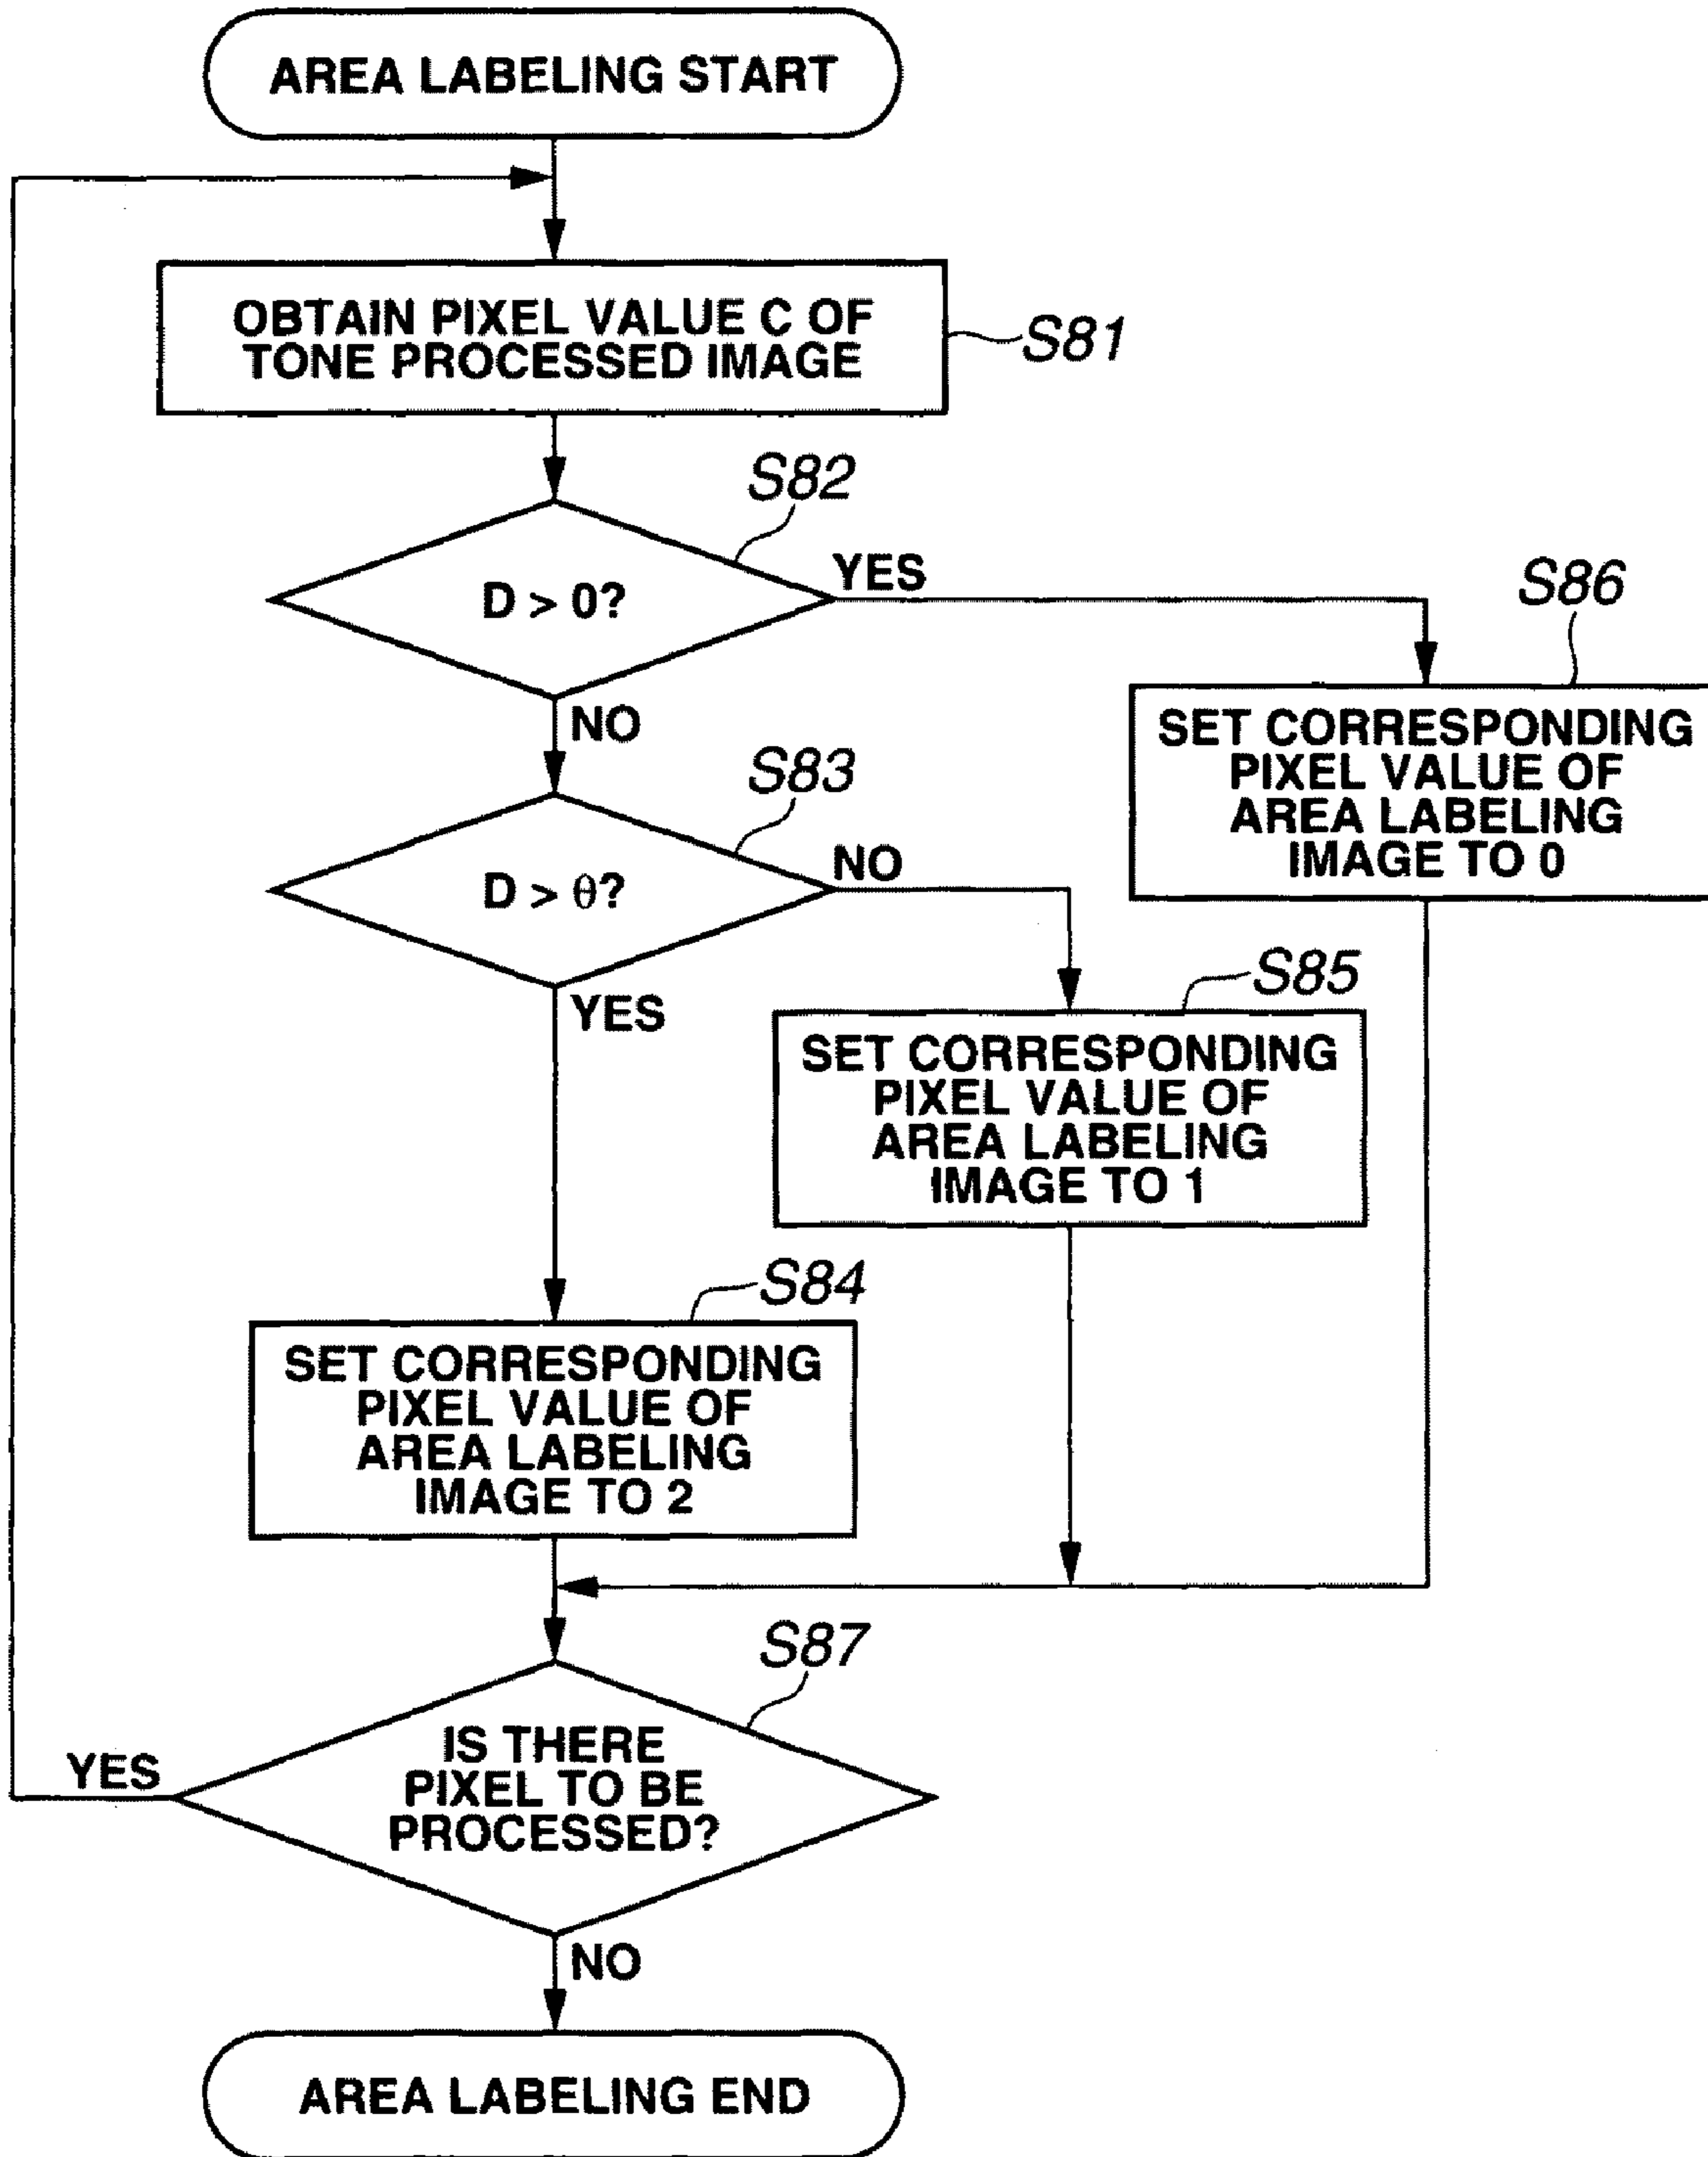 AREA LABELING START
OBTAIN PIXEL VALUE C OF
TONE PROCESSED IMAGE
S81
S82
D > 0?
YES
NO
S86
SET CORRESPONDING
PIXEL VALUE OF
AREA LABELING
IMAGE TO 0
S83
D > θ?
NO
YES
S85
SET CORRESPONDING
PIXEL VALUE OF
AREA LABELING
IMAGE TO 1
S84
SET CORRESPONDING
PIXEL VALUE OF
AREA LABELING
IMAGE TO 2
S87
IS THERE
PIXEL TO BE
PROCESSED?
YES
NO
AREA LABELING END